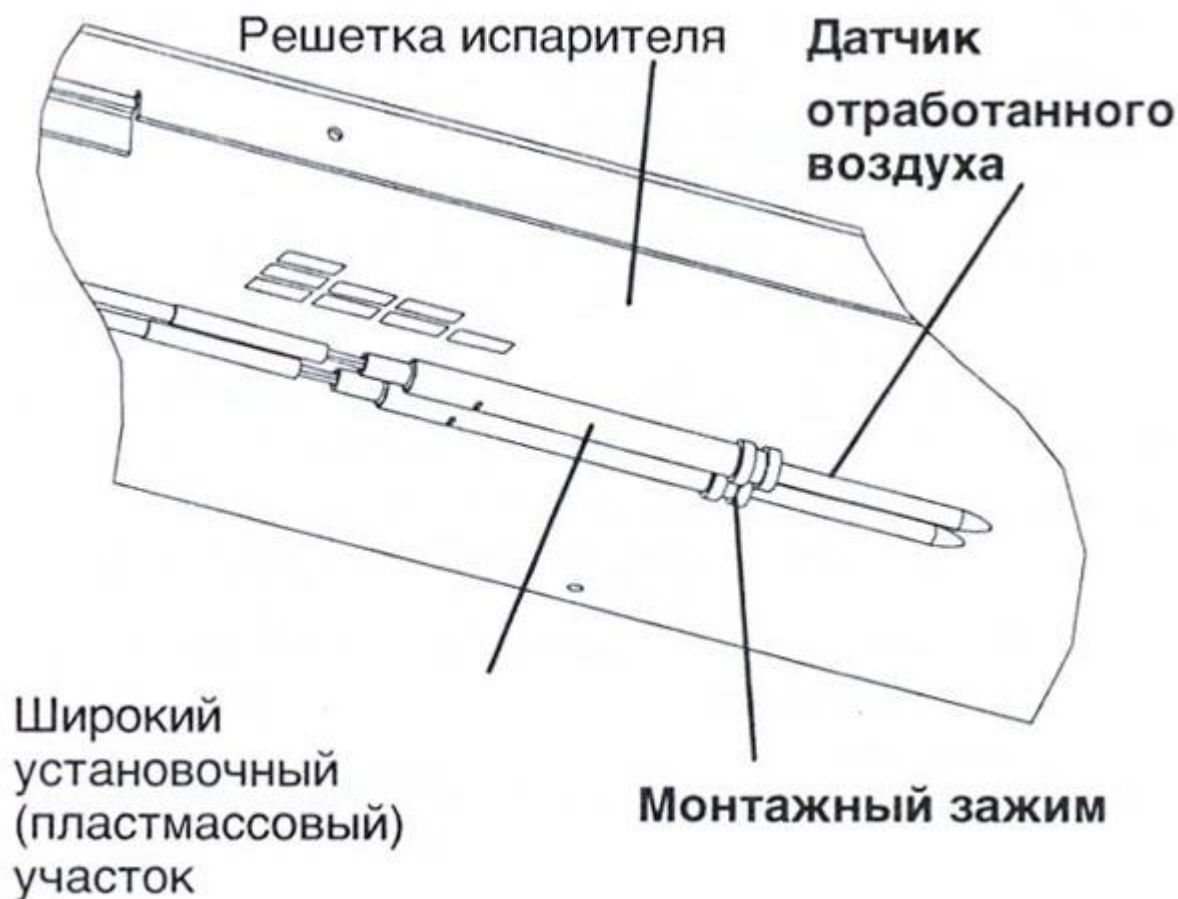 Решетка испарителя
Датчик
отработанного
воздуха
Широкий
установочный
(пластмассовый)
участок
Монтажный зажим